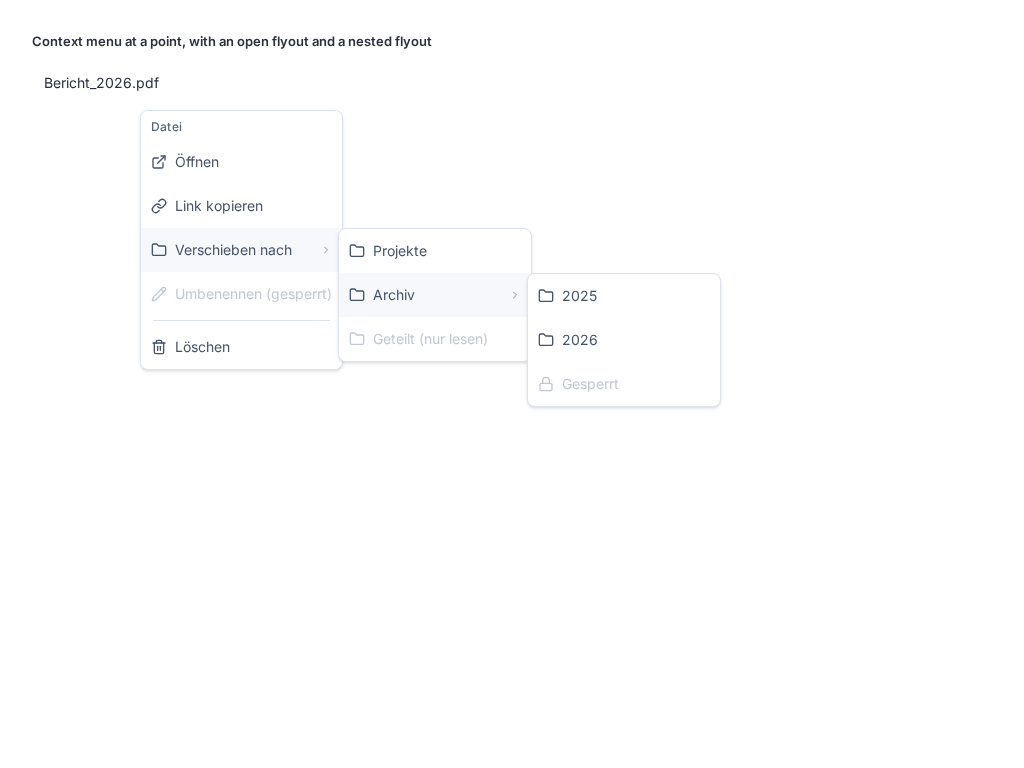 Context menu at a point, with an open flyout and a nested flyout
Bericht_2026.pdf
Datei
Öffnen
Link kopieren
Verschieben nach
Umbenennen (gesperrt)
Löschen
Projekte
Archiv
Geteilt (nur lesen)
2025
2026
Gesperrt